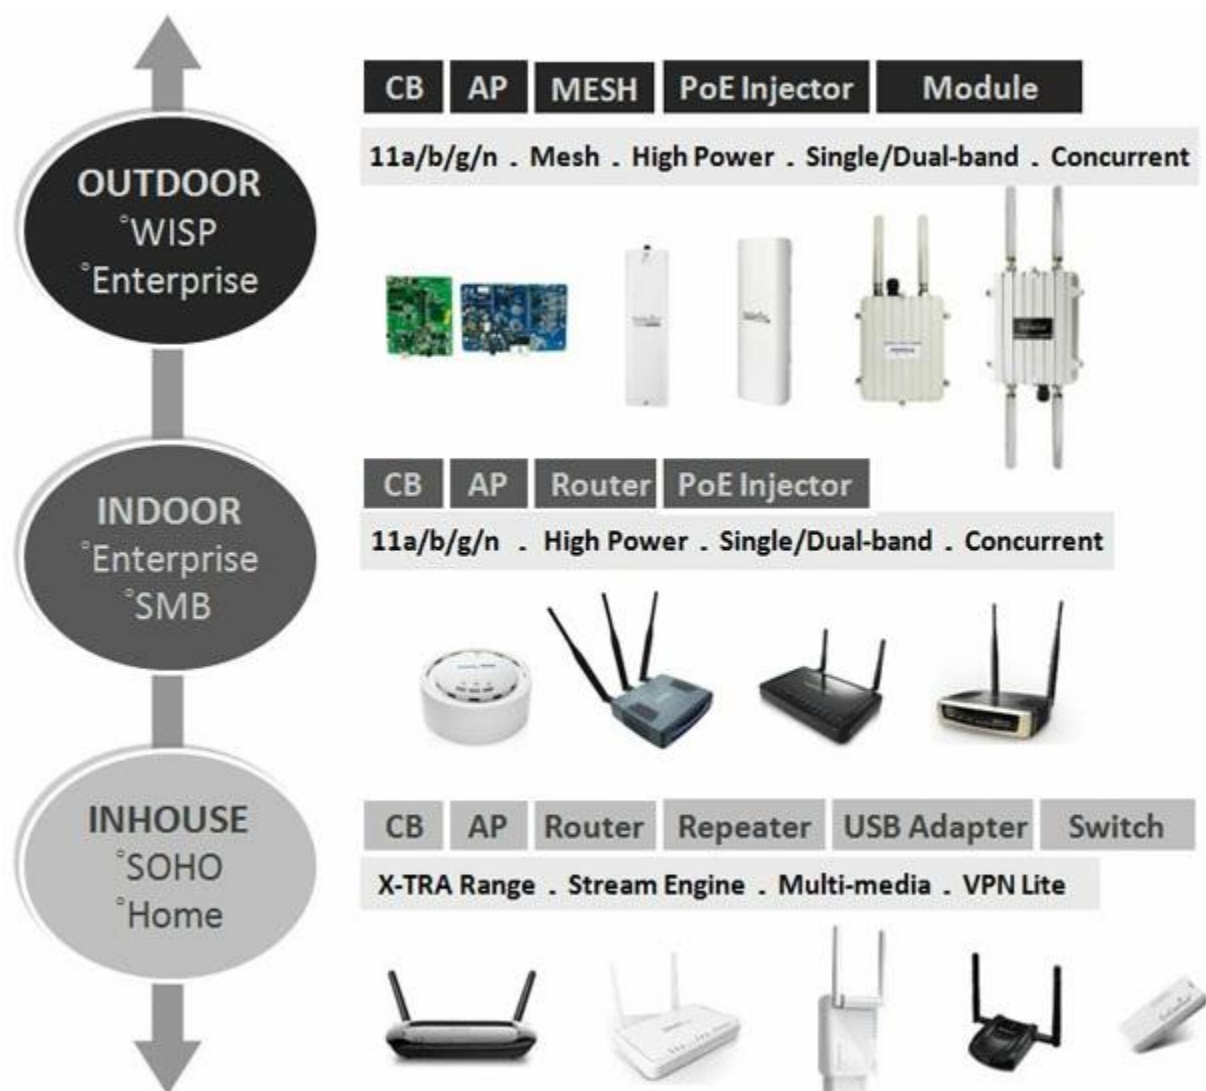 OUTDOOR
°WISP
°Enterprise
CB AP MESH PoE Injector Module
11a/b/g/n . Mesh . High Power . Single/Dual-band . Concurrent
INDOOR
°Enterprise
°SMB
CB AP Router PoE Injector
11a/b/g/n . High Power . Single/Dual-band . Concurrent
INHOUSE
°SOHO
°Home
CB AP Router Repeater USB Adapter Switch
X-TRA Range . Stream Engine . Multi-media . VPN Lite